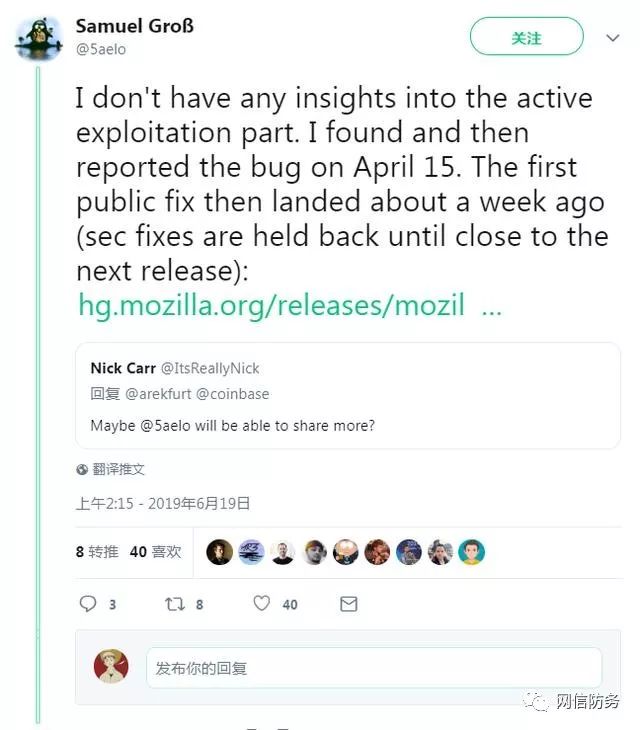 Samuel Groß
@5aelo
关注
I don't have any insights into the active
exploitation part. I found and then
reported the bug on April 15. The first
public fix then landed about a week ago
(sec fixes are held back until close to the
next release):
hg.mozilla.org/releases/mozil ...
Nick Carr @ItsReallyNick
回复 @arekfurt @coinbase
Maybe @5aelo will be able to share more?
翻译推文
上午2:15 - 2019年6月19日
8 转推 40 喜欢
3 8 40
发布你的回复
网信防务